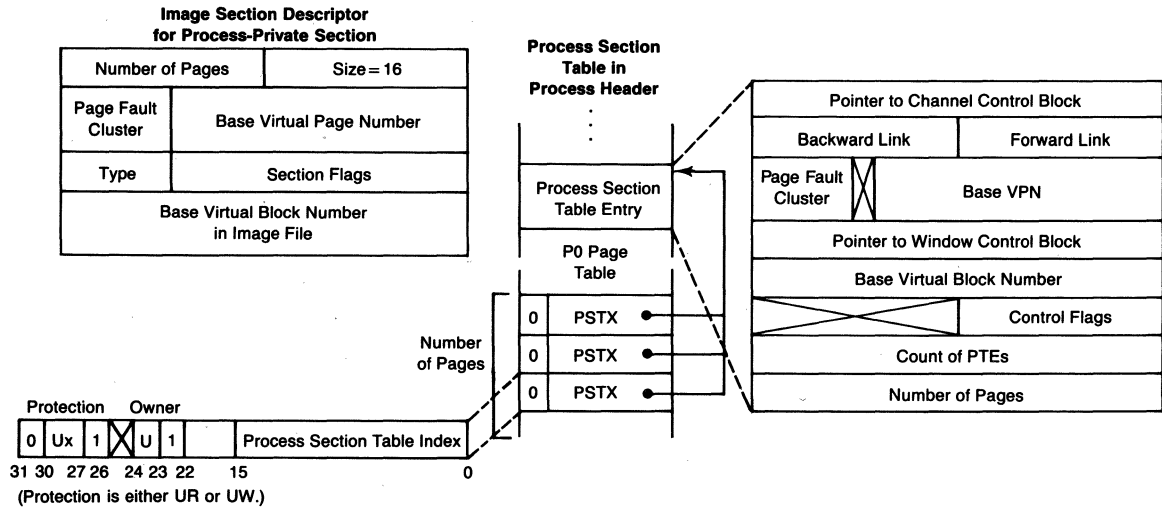 Image Section Descriptor
for Process-Private Section
Number of Pages
Size=16
Page Fault
Cluster
Base Virtual Page Number
Type
Section Flags
Base Virtual Block Number
in Image File
Process Section
Table in
Process Header
.
.
.
Process Section
Table Entry
P0 Page
Table
Number
of Pages
0 PSTX
0 PSTX
0 PSTX
Pointer to Channel Control Block
Backward Link
Forward Link
Page Fault
Cluster
Base VPN
Pointer to Window Control Block
Base Virtual Block Number
Control Flags
Count of PTEs
Number of Pages
Protection Owner
0 Ux 1 U 1 Process Section Table Index
31 30 27 26 24 23 22 15 0
(Protection is either UR or UW.)